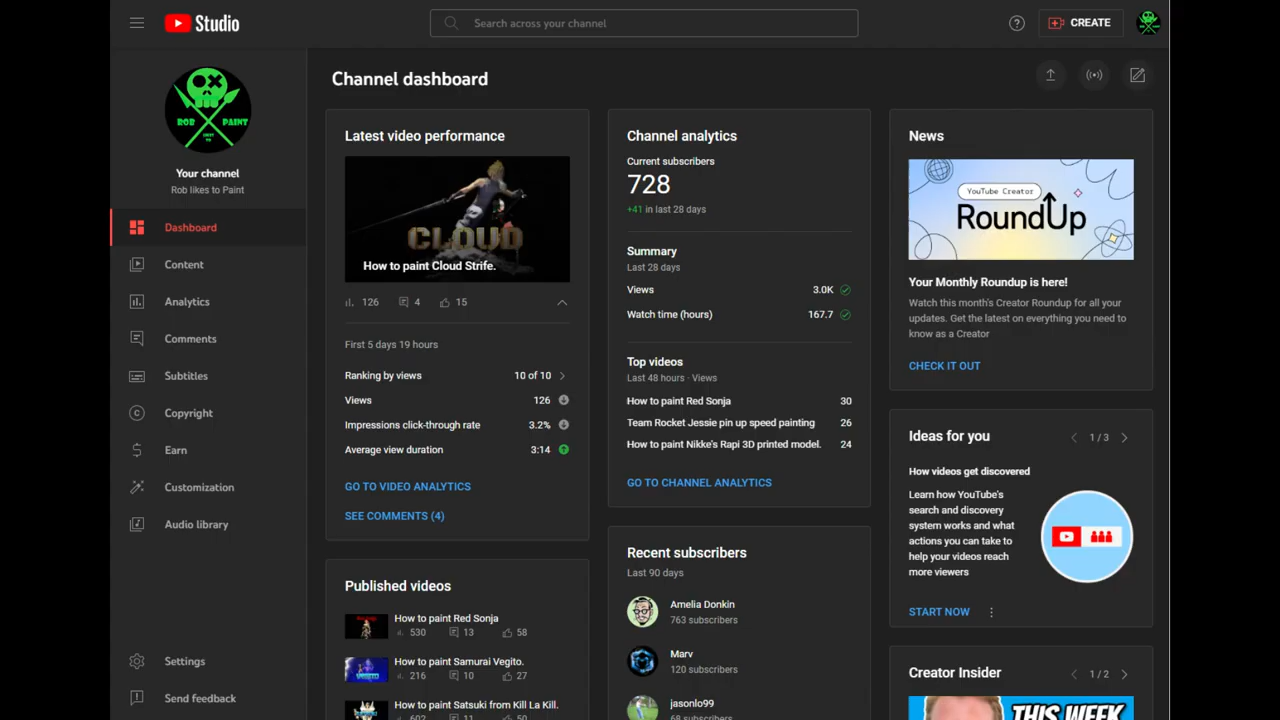 Studio
Search across your channel
CREATE
ROB PAINT
LIKES
TO
Your channel
Rob likes to Paint
Dashboard
Content
Analytics
Comments
Subtitles
Copyright
Earn
Customization
Audio library
Settings
Send feedback
Channel dashboard
Latest video performance
CLOUD
How to paint Cloud Strife.
126 4 15
First 5 days 19 hours
Ranking by views 10 of 10
Views 126
Impressions click-through rate 3.2%
Average view duration 3:14
GO TO VIDEO ANALYTICS
SEE COMMENTS (4)
Published videos
How to paint Red Sonja
530 13 58
How to paint Samurai Vegito.
216 10 27
How to paint Satsuki from Kill La Kill.
602 11 50
Channel analytics
Current subscribers
728
+41 in last 28 days
Summary
Last 28 days
Views 3.0K
Watch time (hours) 167.7
Top videos
Last 48 hours · Views
How to paint Red Sonja 30
Team Rocket Jessie pin up speed painting 26
How to paint Nikke's Rapi 3D printed model. 24
GO TO CHANNEL ANALYTICS
Recent subscribers
Last 90 days
Amelia Donkin
763 subscribers
Marv
120 subscribers
jasonlo99
68 subscribers
News
YouTube Creator
RoundUp
Your Monthly Roundup is here!
Watch this month's Creator Roundup for all your
updates. Get the latest on everything you need to
know as a Creator
CHECK IT OUT
Ideas for you 1 / 3
How videos get discovered
Learn how YouTube's
search and discovery
system works and what
actions you can take to
help your videos reach
more viewers
START NOW
Creator Insider 1 / 2
THIS WEEK